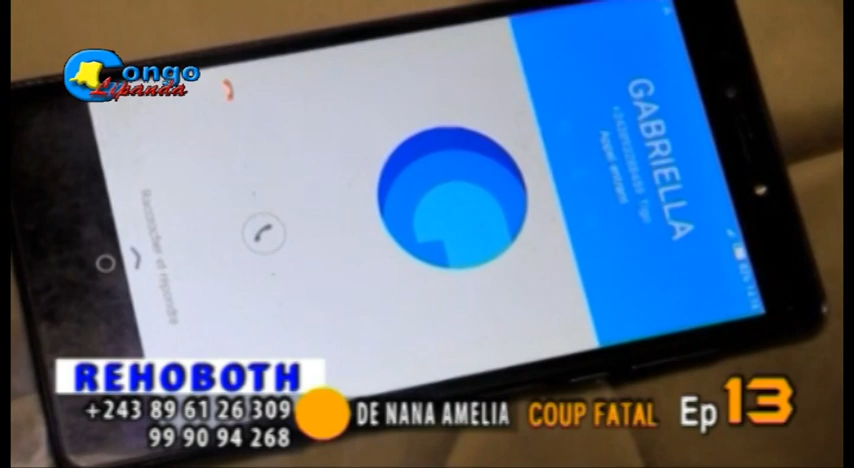 Congo
Lipanda
GABRIELLA
Tigo
Appel entrant
Raccrocher et répondre
REHOBOTH
+243 89 61 26 309
99 90 94 268
DE NANA AMELIA COUP FATAL Ep 13